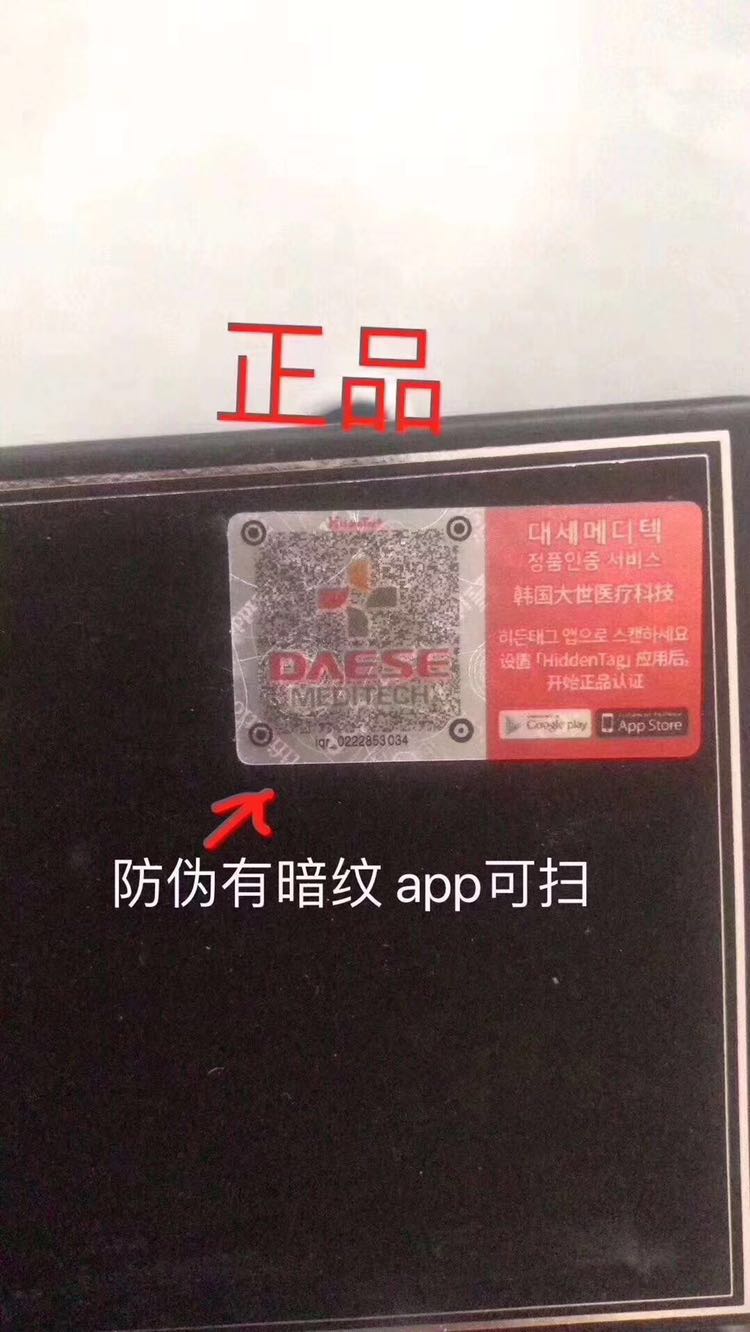 正品
HiddenTag
DAESE
MEDITECH
iqr_0222853034
대세메디텍
정품인증 서비스
韩国大世医疗科技
히든태그 앱으로 스캔하세요
设置「HiddenTag」应用后,
开始正品认证
Google play
App Store
防伪有暗纹 app可扫